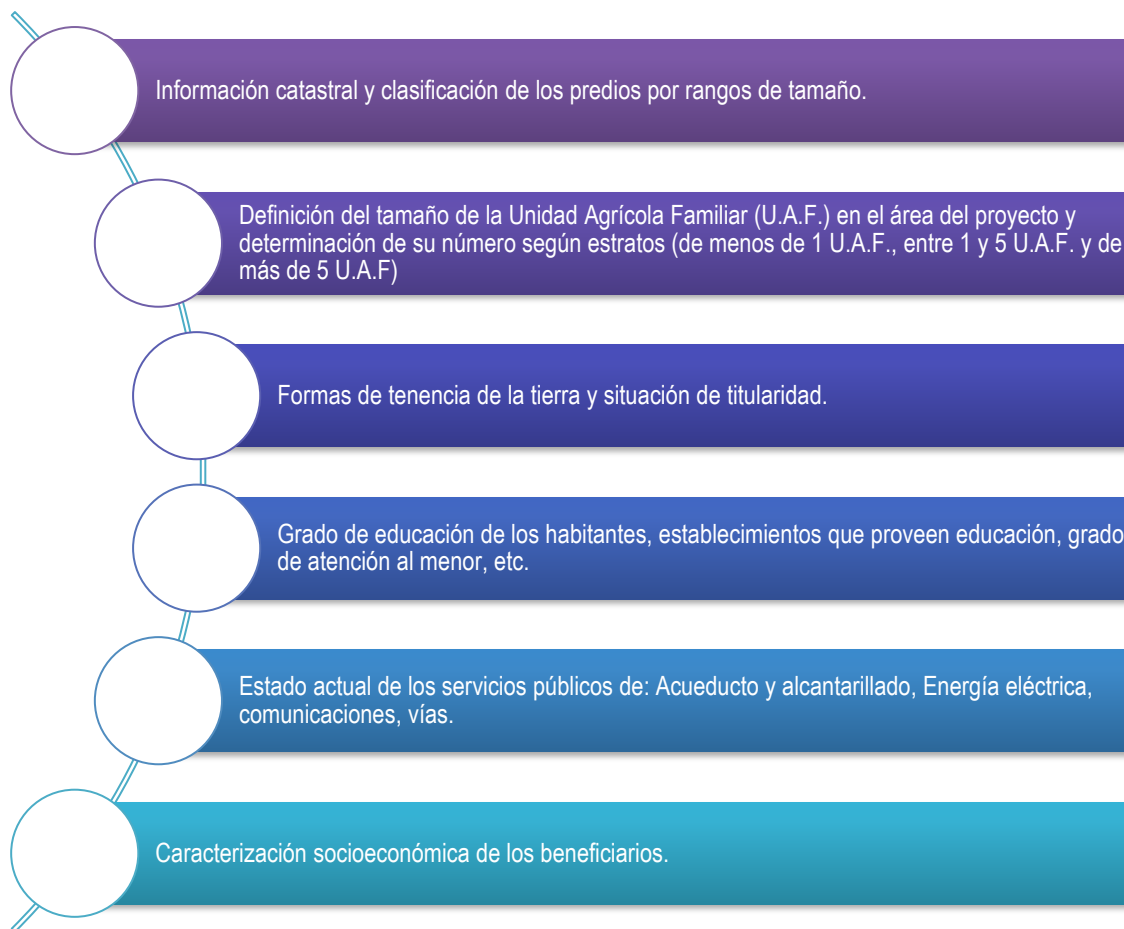 Información catastral y clasificación de los predios por rangos de tamaño.
Definición del tamaño de la Unidad Agrícola Familiar (U.A.F.) en el área del proyecto y
determinación de su número según estratos (de menos de 1 U.A.F., entre 1 y 5 U.A.F. y de
más de 5 U.A.F)
Formas de tenencia de la tierra y situación de titularidad.
Grado de educación de los habitantes, establecimientos que proveen educación, grado
de atención al menor, etc.
Estado actual de los servicios públicos de: Acueducto y alcantarillado, Energía eléctrica,
comunicaciones, vías.
Caracterización socioeconómica de los beneficiarios.